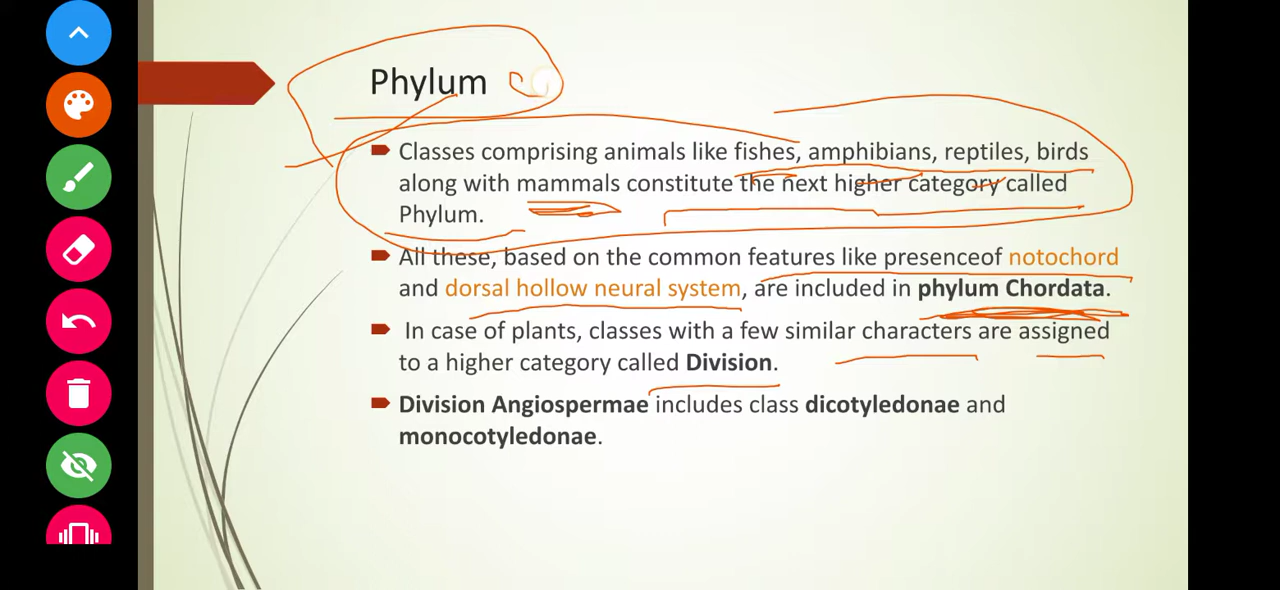 Phylum
Classes comprising animals like fishes, amphibians, reptiles, birds
along with mammals constitute the next higher category called
Phylum.
All these, based on the common features like presenceof notochord
and dorsal hollow neural system, are included in phylum Chordata.
In case of plants, classes with a few similar characters are assigned
to a higher category called Division.
Division Angiospermae includes class dicotyledonae and
monocotyledonae.